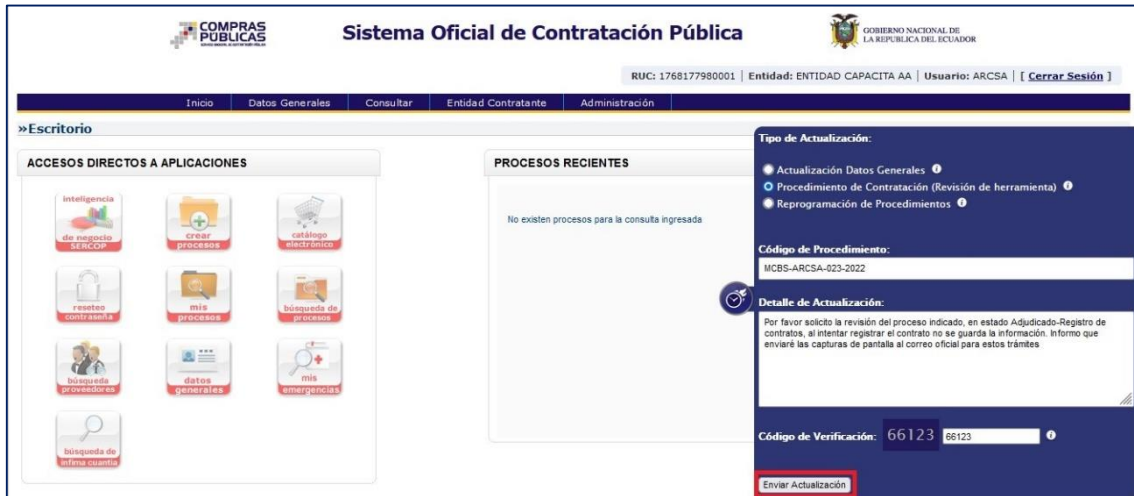 COMPRAS
PÚBLICAS
Sistema Oficial de Contratación Pública
GOBIERNO NACIONAL DE
LA REPUBLICA DEL ECUADOR
RUC: 1768177980001 | Entidad: ENTIDAD CAPACITA AA | Usuario: ARCSA | [ Cerrar Sesión ]
Inicio Datos Generales Consultar Entidad Contratante Administración
»Escritorio
ACCESOS DIRECTOS A APLICACIONES
inteligencia
de negocio
SERCOP
crear
procesos
catálogo
electrónico
reseteo
contraseña
mis
procesos
búsqueda de
procesos
búsqueda
proveedores
datos
generales
mis
emergencias
búsqueda de
ínfima cuantía
PROCESOS RECIENTES
No existen procesos para la consulta ingresada
Tipo de Actualización:
Actualización Datos Generales
Procedimiento de Contratación (Revisión de herramienta)
Reprogramación de Procedimientos
Código de Procedimiento:
MCBS-ARCSA-023-2022
Detalle de Actualización:
Por favor solicito la revisión del proceso indicado, en estado Adjudicado-Registro de
contratos, al intentar registrar el contrato no se guarda la información. Informo que
enviaré las capturas de pantalla al correo oficial para estos trámites
Código de Verificación: 66123 66123
Enviar Actualización